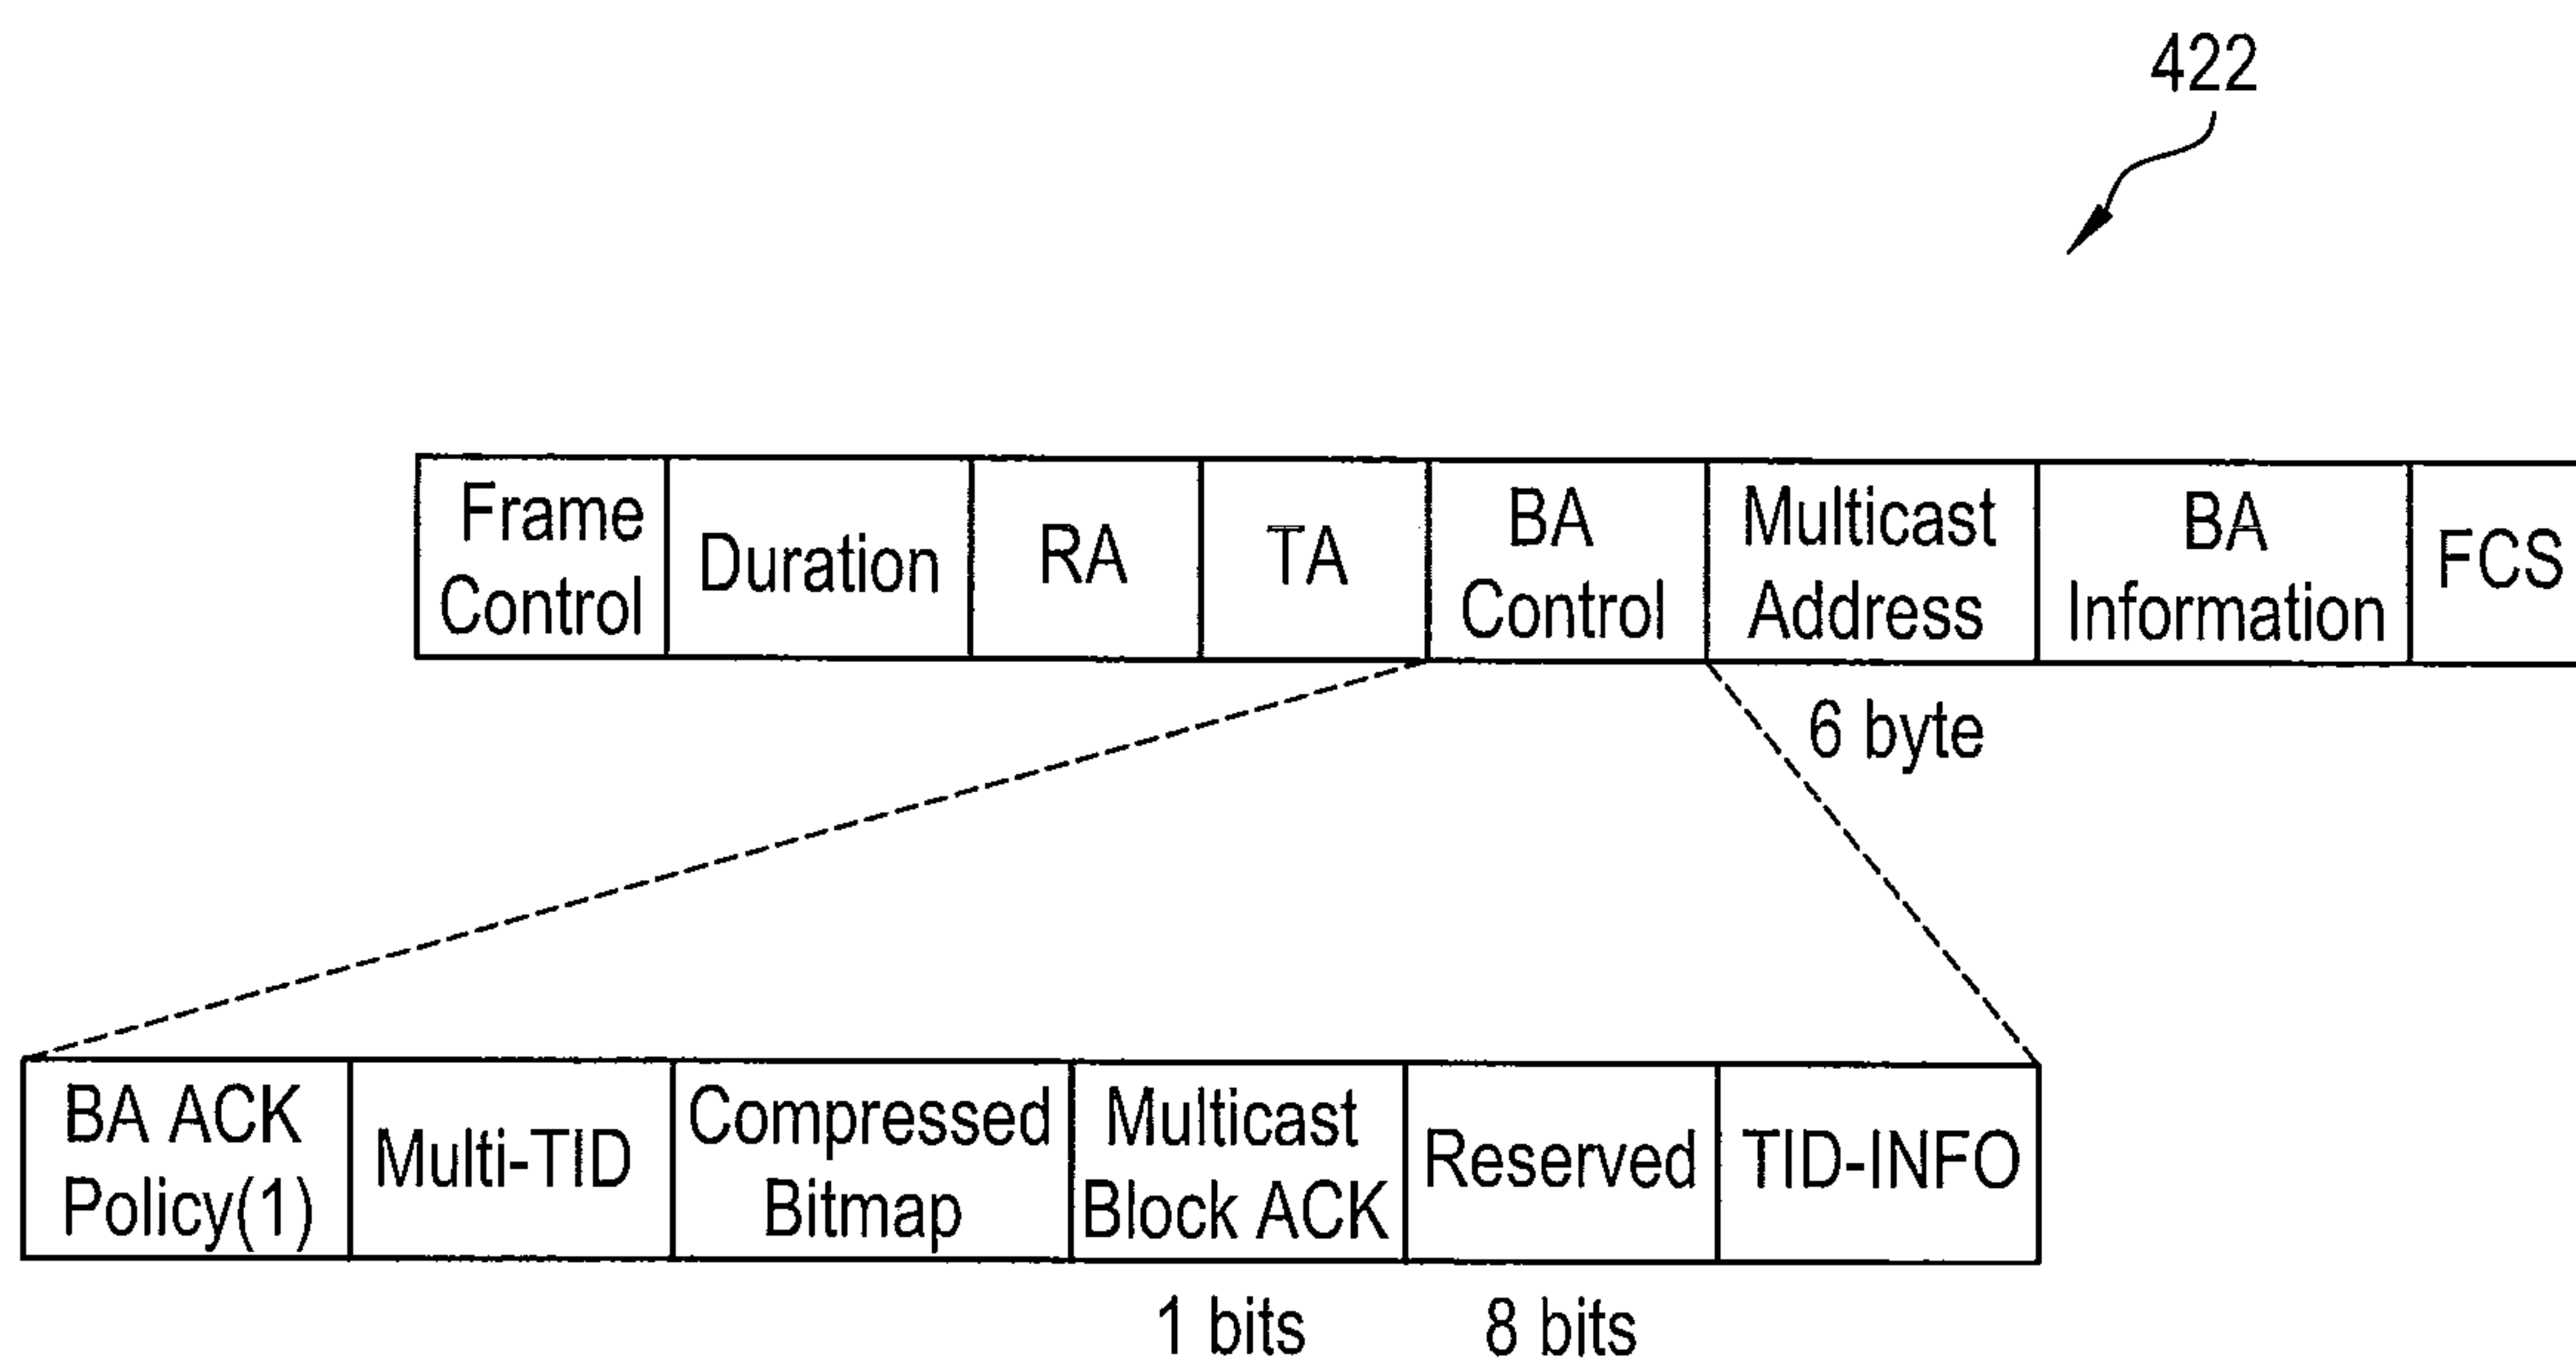 422
Frame
Control
Duration
RA
TA
BA
Control
Multicast
Address
BA
Information
FCS
6 byte
BA ACK
Policy(1)
Multi-TID
Compressed
Bitmap
Multicast
Block ACK
Reserved
TID-INFO
1 bits
8 bits